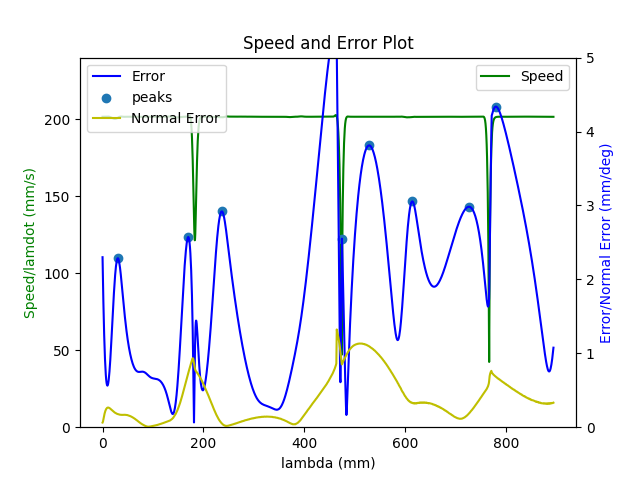 Speed and Error Plot
Error
peaks
Normal Error
Speed
Speed/lamdot (mm/s)
0
50
100
150
200
Error/Normal Error (mm/deg)
0
1
2
3
4
5
0
200
400
600
800
lambda (mm)